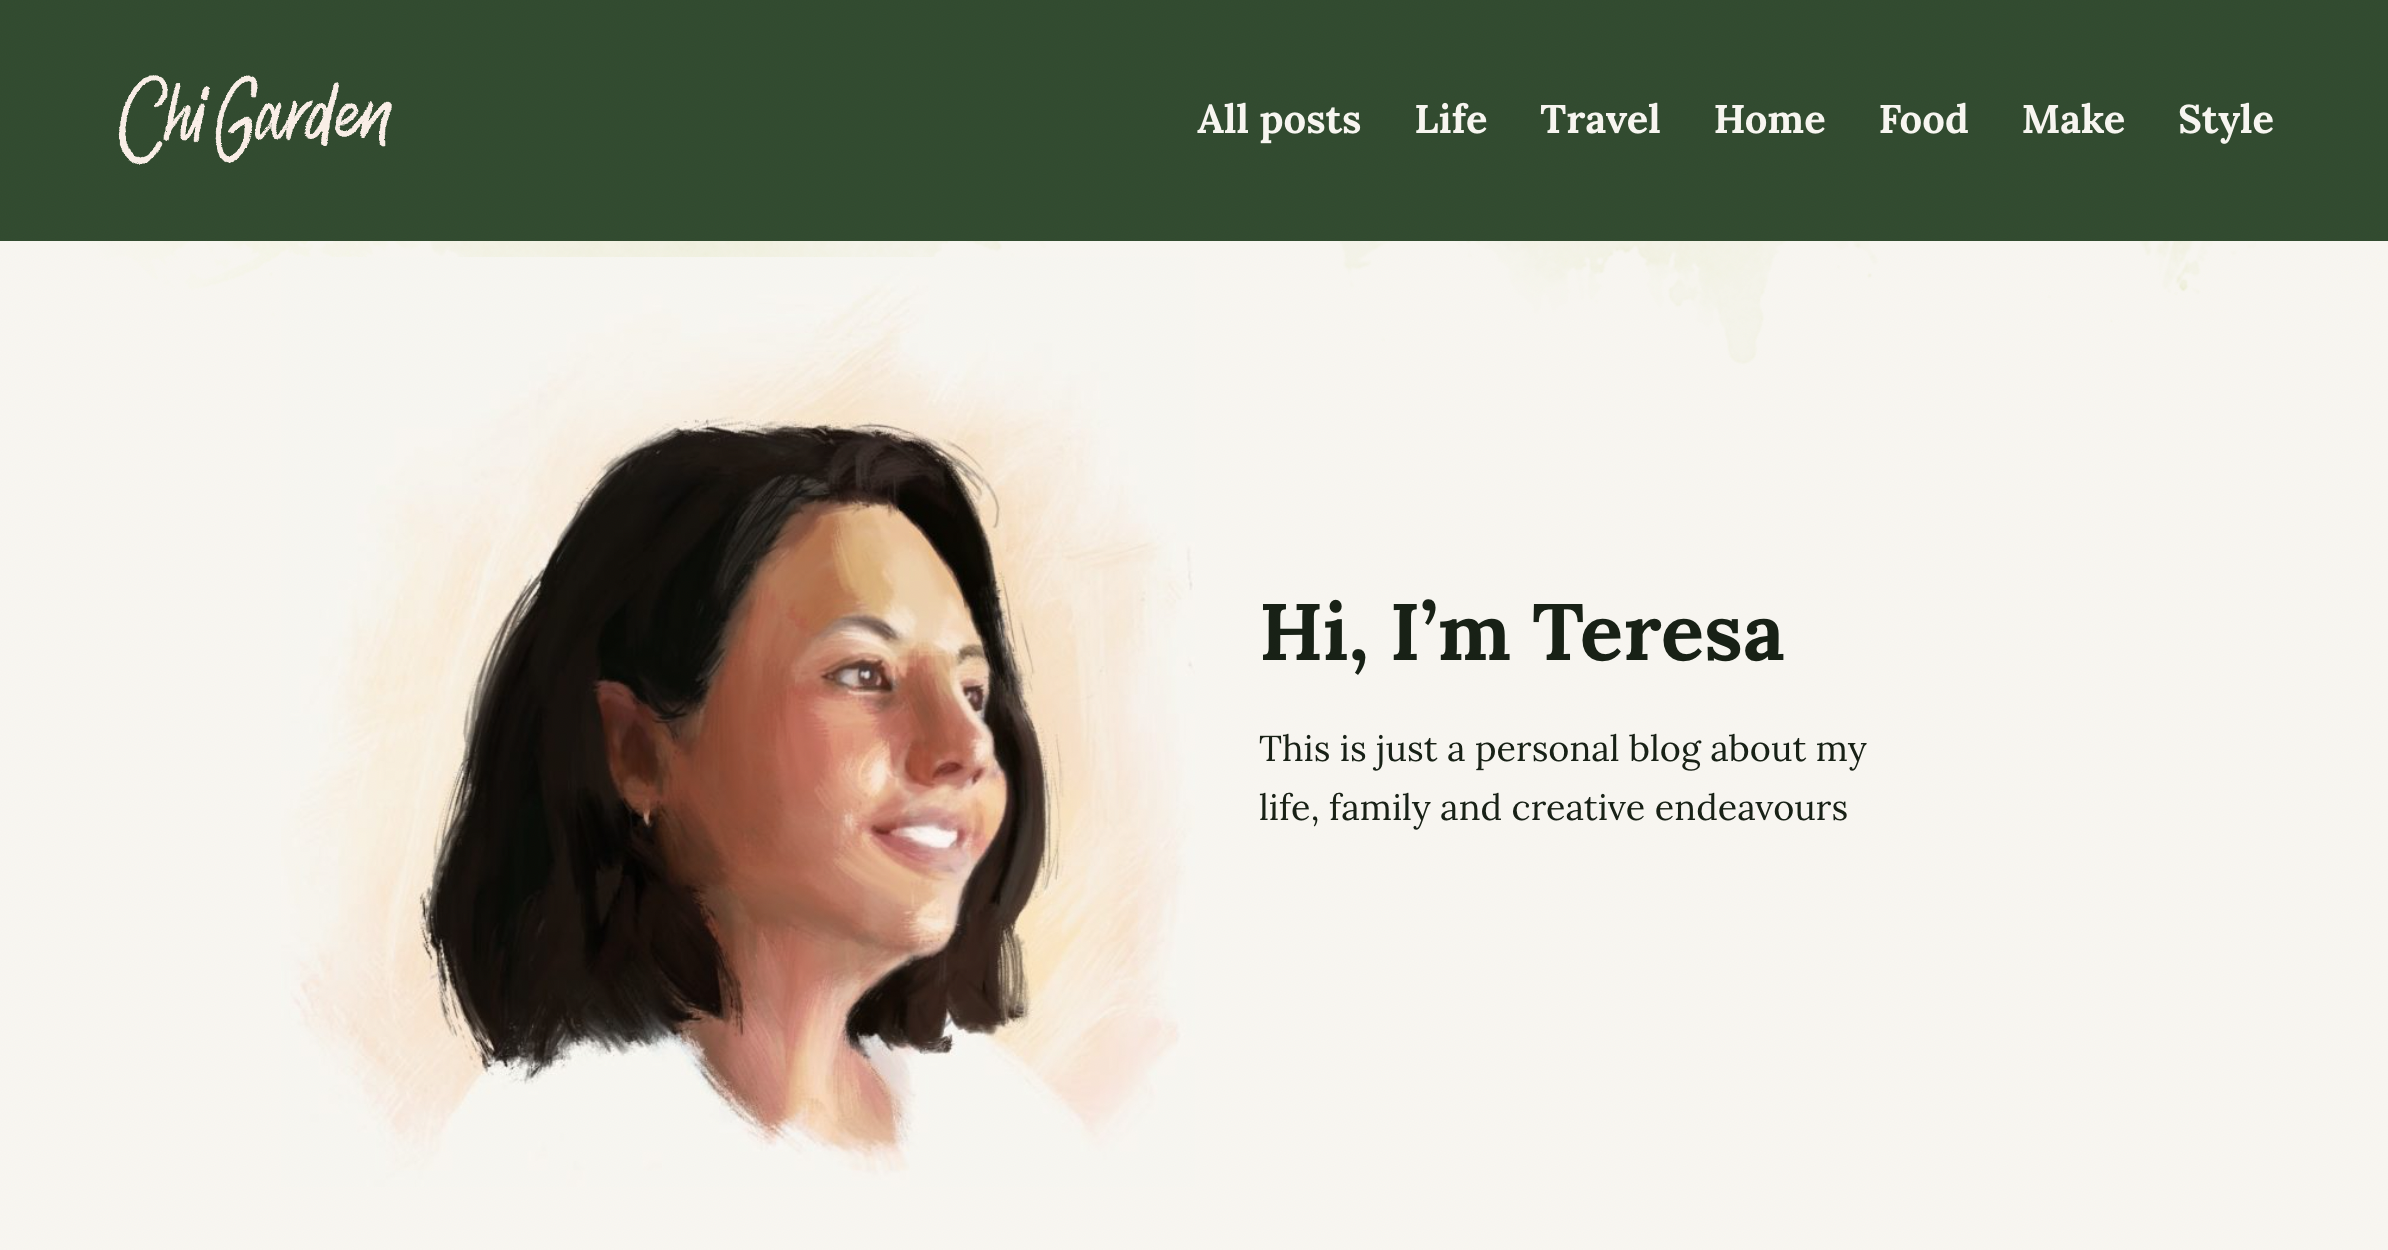 Chi Garden
All posts Life Travel Home Food Make Style
Hi, I’m Teresa
This is just a personal blog about my
life, family and creative endeavours